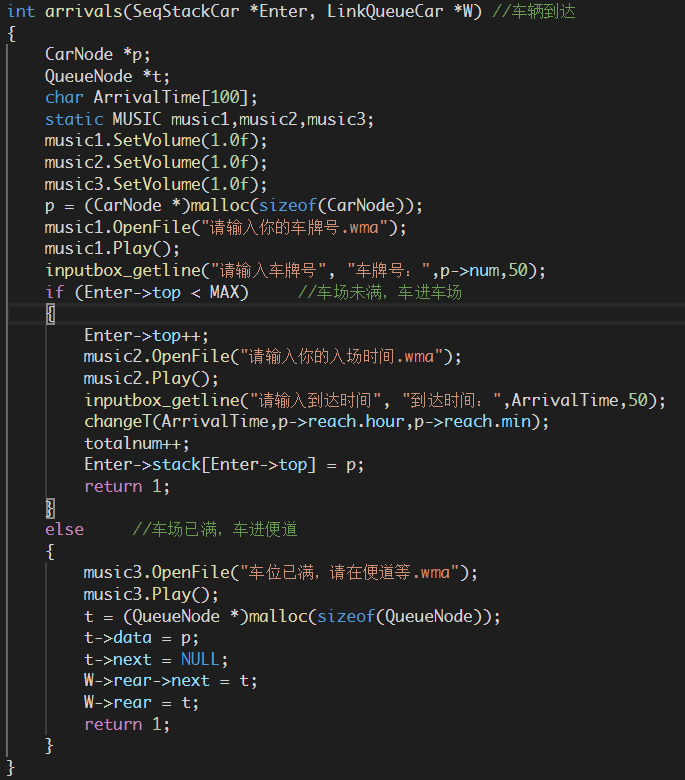 int arrivals(SeqStackCar *Enter, LinkQueueCar *W) //车辆到达
{
    CarNode *p;
    QueueNode *t;
    char ArrivalTime[100];
    static MUSIC music1,music2,music3;
    music1.SetVolume(1.0f);
    music2.SetVolume(1.0f);
    music3.SetVolume(1.0f);
    p = (CarNode *)malloc(sizeof(CarNode));
    music1.OpenFile("请输入你的车牌号.wma");
    music1.Play();
    inputbox_getline("请输入车牌号", "车牌号：",p->num,50);
    if (Enter->top < MAX)     //车场未满，车进车场
    {
        Enter->top++;
        music2.OpenFile("请输入你的入场时间.wma");
        music2.Play();
        inputbox_getline("请输入到达时间", "到达时间：",ArrivalTime,50);
        changeT(ArrivalTime,p->reach.hour,p->reach.min);
        totalnum++;
        Enter->stack[Enter->top] = p;
        return 1;
    }
    else     //车场已满，车进便道
    {
        music3.OpenFile("车位已满，请在便道等.wma");
        music3.Play();
        t = (QueueNode *)malloc(sizeof(QueueNode));
        t->data = p;
        t->next = NULL;
        W->rear->next = t;
        W->rear = t;
        return 1;
    }
}